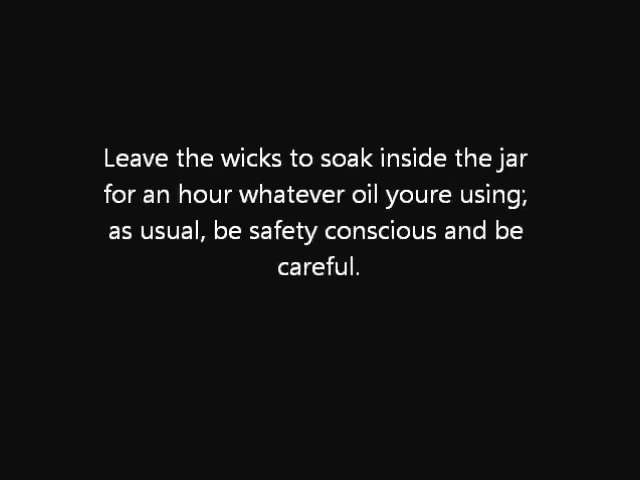 Leave the wicks to soak inside the jar
for an hour whatever oil youre using;
as usual, be safety conscious and be
careful.